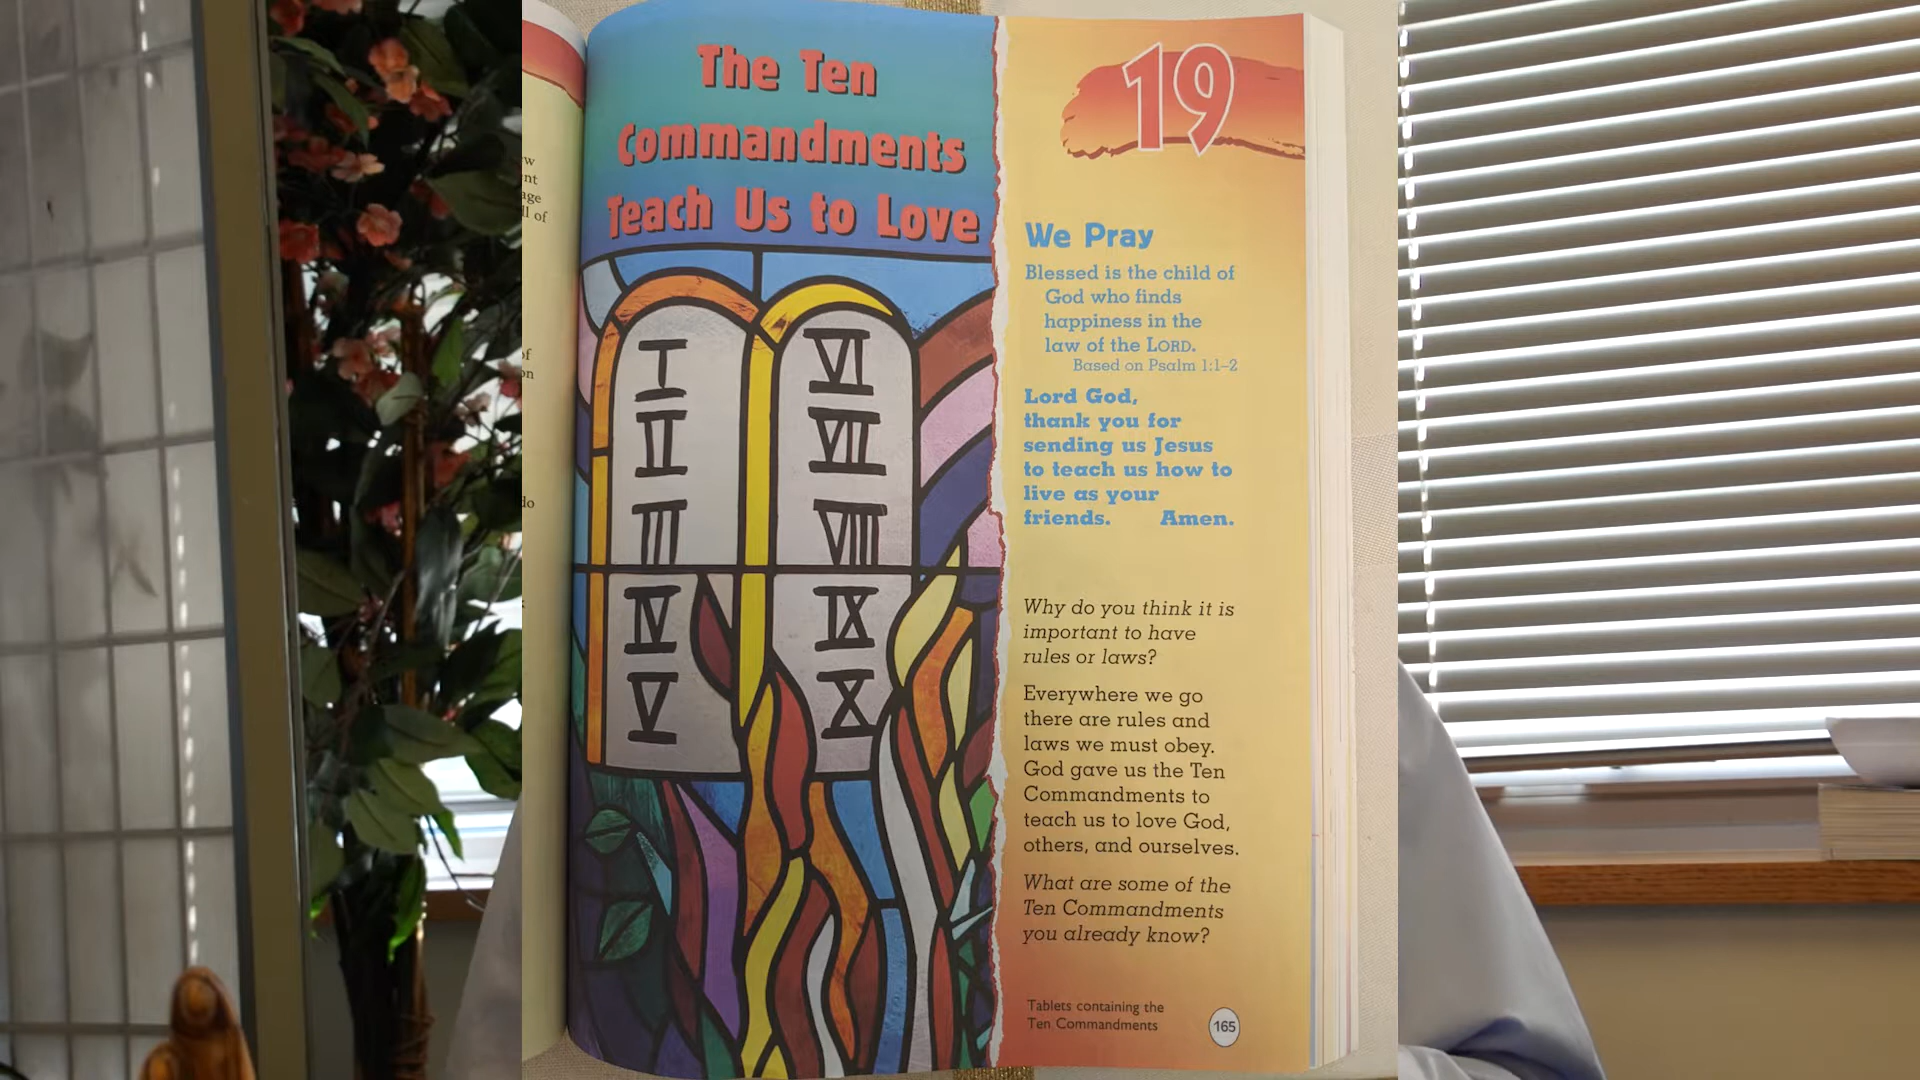 The Ten
Commandments
Teach Us to Love
I
II
III
IV
V
VI
VII
VIII
IX
X
19
We Pray
Blessed is the child of
God who finds
happiness in the
law of the LORD.
Based on Psalm 1:1–2
Lord God,
thank you for
sending us Jesus
to teach us how to
live as your
friends. Amen.
Why do you think it is
important to have
rules or laws?
Everywhere we go
there are rules and
laws we must obey.
God gave us the Ten
Commandments to
teach us to love God,
others, and ourselves.
What are some of the
Ten Commandments
you already know?
Tablets containing the
Ten Commandments
165